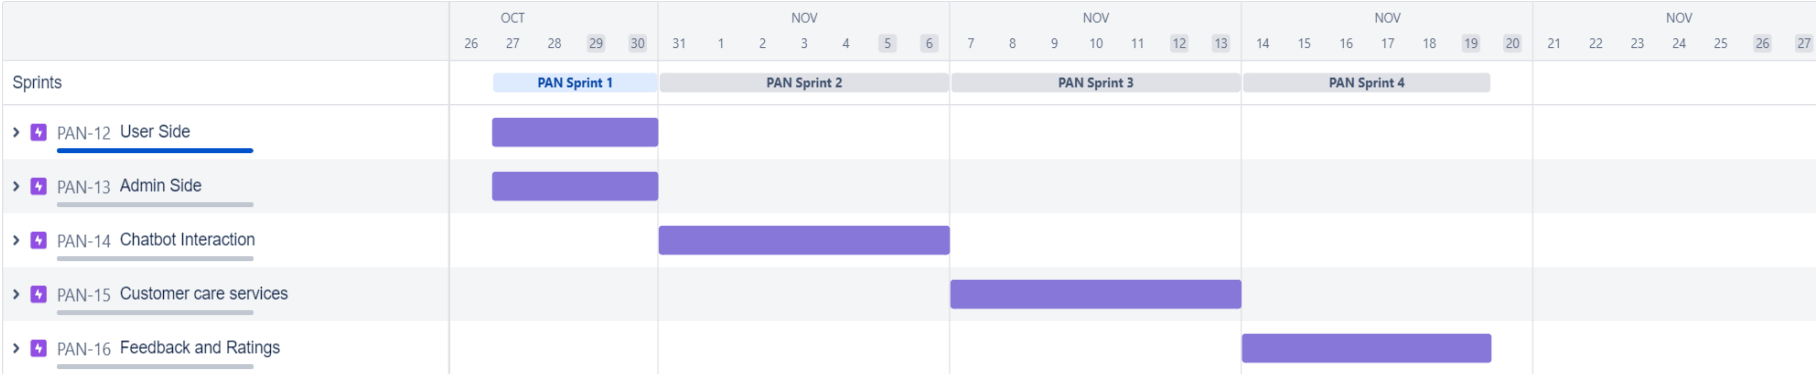 OCT NOV NOV NOV NOV
26 27 28 29 30 31 1 2 3 4 5 6 7 8 9 10 11 12 13 14 15 16 17 18 19 20 21 22 23 24 25 26 27
Sprints PAN Sprint 1 PAN Sprint 2 PAN Sprint 3 PAN Sprint 4
PAN-12 User Side
PAN-13 Admin Side
PAN-14 Chatbot Interaction
PAN-15 Customer care services
PAN-16 Feedback and Ratings